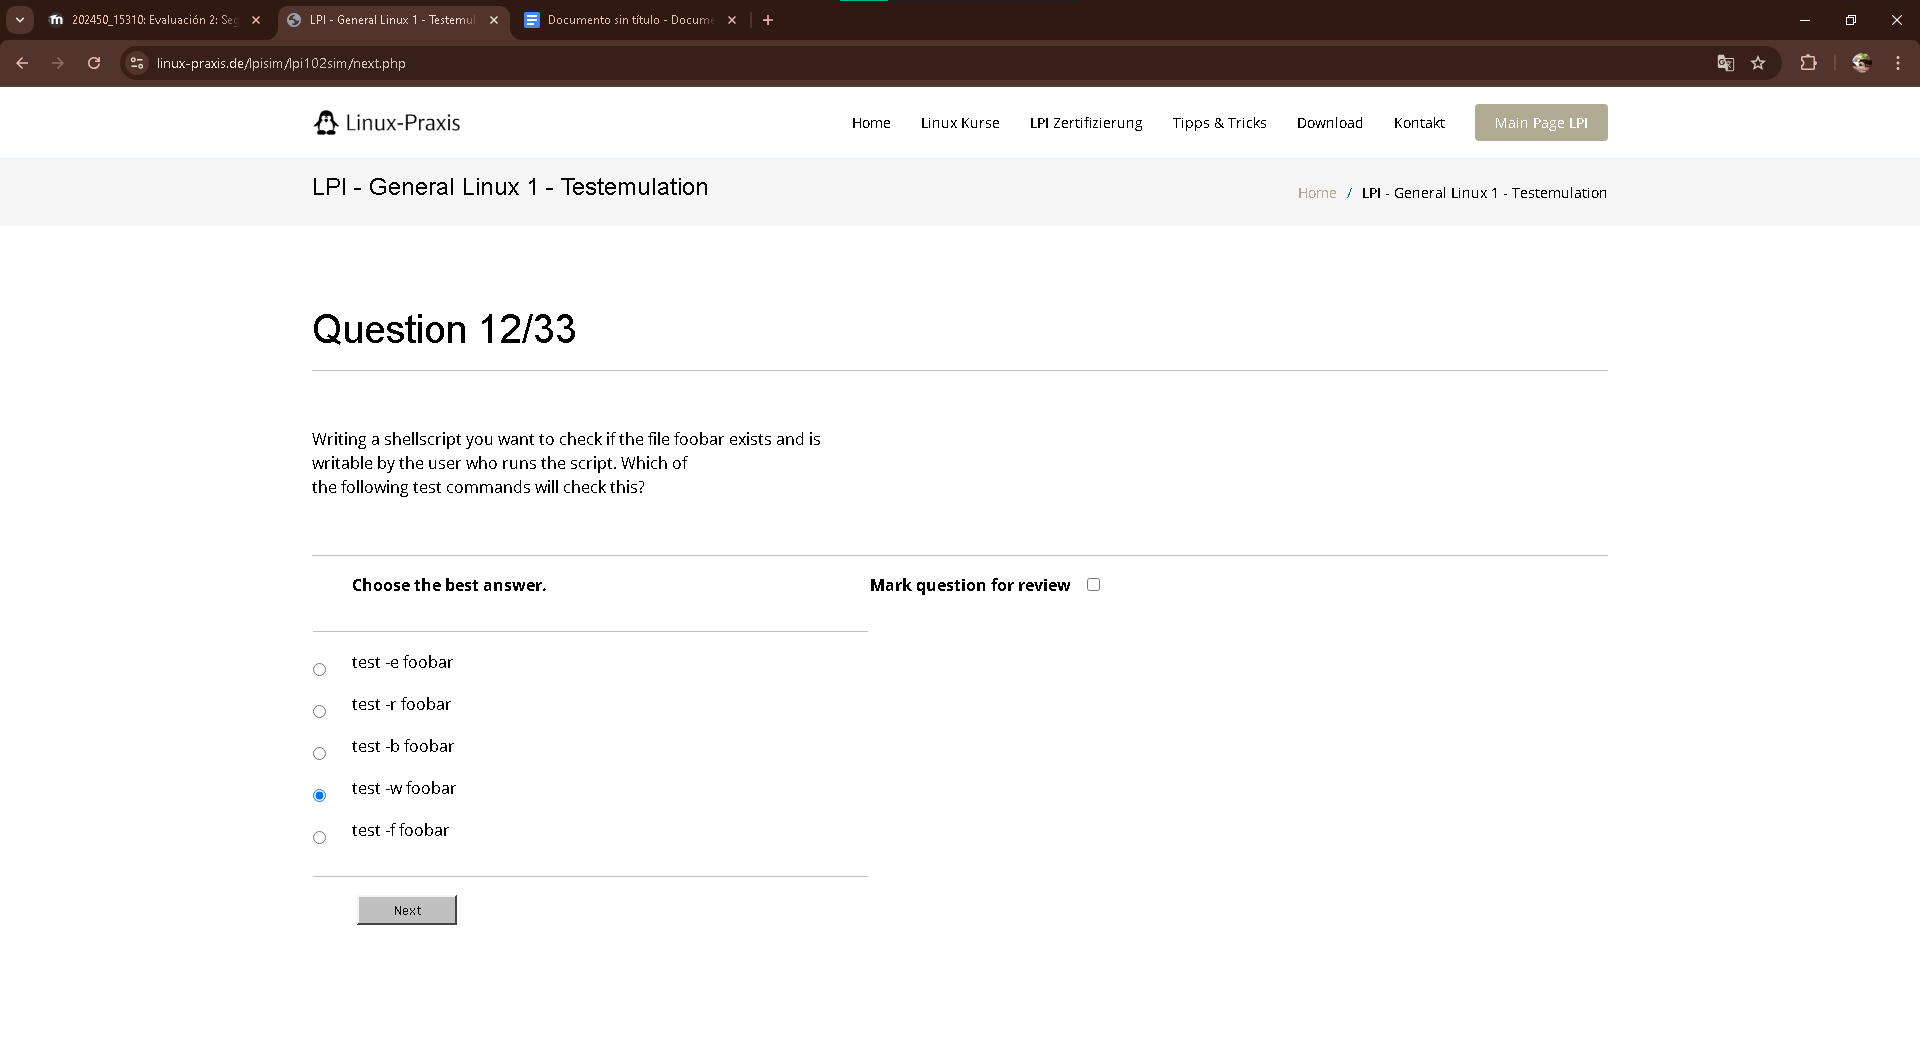 202450_15310: Evaluación 2: Seg
LPI - General Linux 1 - Testemul
Documento sin título - Docume
linux-praxis.de/lpisim/lpi102sim/next.php
Linux-Praxis
Home
Linux Kurse
LPI Zertifizierung
Tipps & Tricks
Download
Kontakt
Main Page LPI
LPI - General Linux 1 - Testemulation
Home / LPI - General Linux 1 - Testemulation
Question 12/33
Writing a shellscript you want to check if the file foobar exists and is
writable by the user who runs the script. Which of
the following test commands will check this?
Choose the best answer.
Mark question for review
test -e foobar
test -r foobar
test -b foobar
test -w foobar
test -f foobar
Next